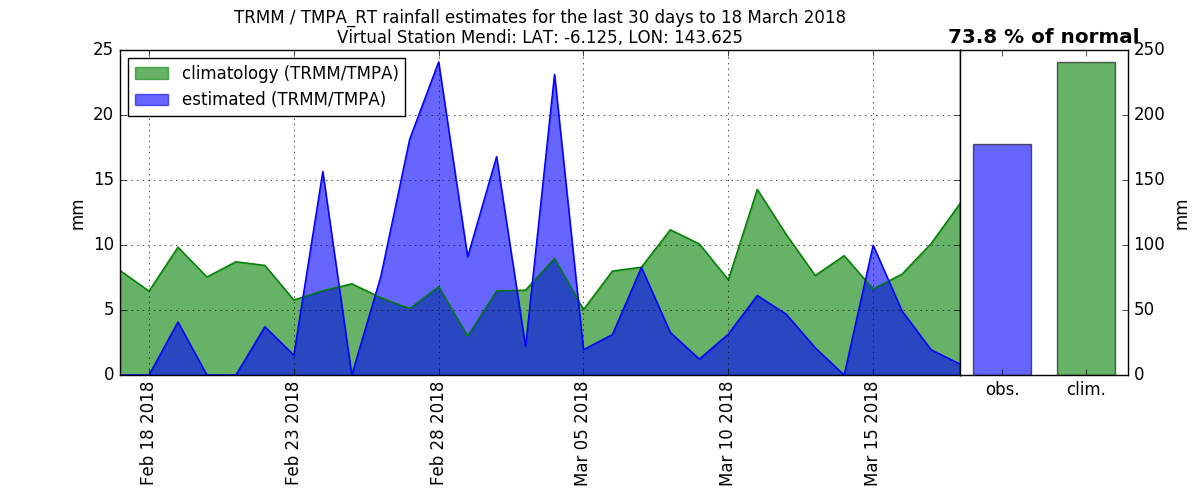 TRMM / TMPA_RT rainfall estimates for the last 30 days to 18 March 2018
Virtual Station Mendi: LAT: -6.125, LON: 143.625
73.8 % of normal
climatology (TRMM/TMPA)
estimated (TRMM/TMPA)
mm
25
20
15
10
5
0
Feb 18 2018
Feb 23 2018
Feb 28 2018
Mar 05 2018
Mar 10 2018
Mar 15 2018
obs.
clim.
250
200
150
100
50
0
mm